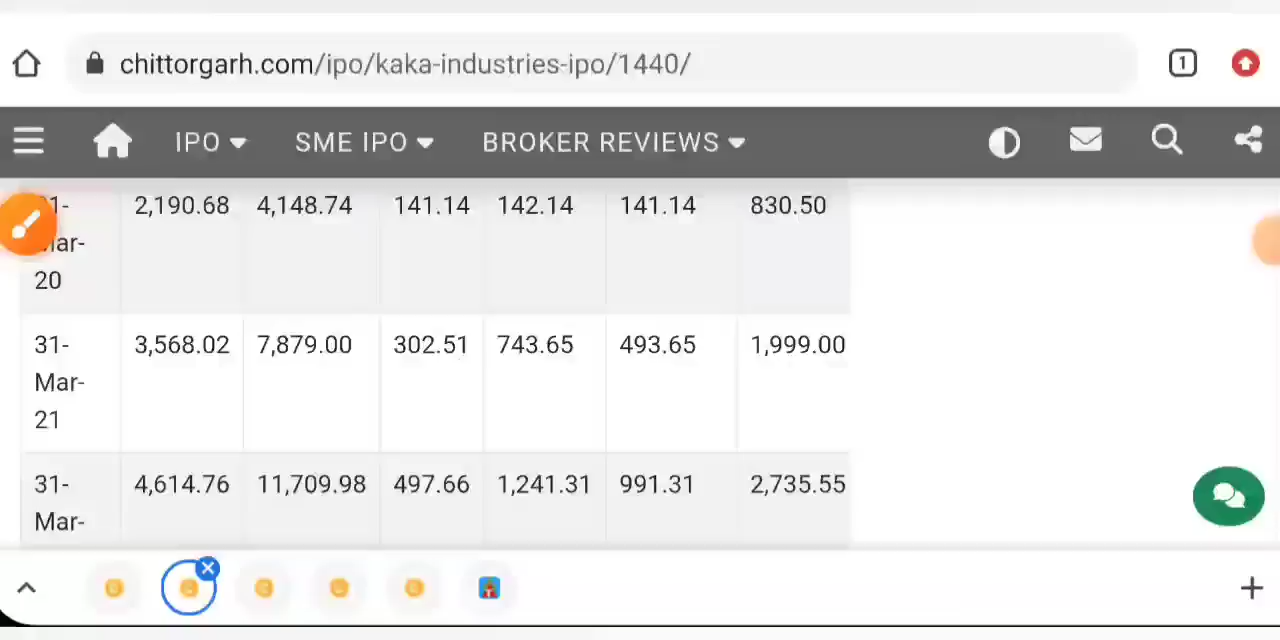 chittorgarh.com/ipo/kaka-industries-ipo/1440/
1
IPO SME IPO BROKER REVIEWS
2,190.68 4,148.74 141.14 142.14 141.14 830.50
20
31- 3,568.02 7,879.00 302.51 743.65 493.65 1,999.00
Mar-
21
31- 4,614.76 11,709.98 497.66 1,241.31 991.31 2,735.55
Mar-